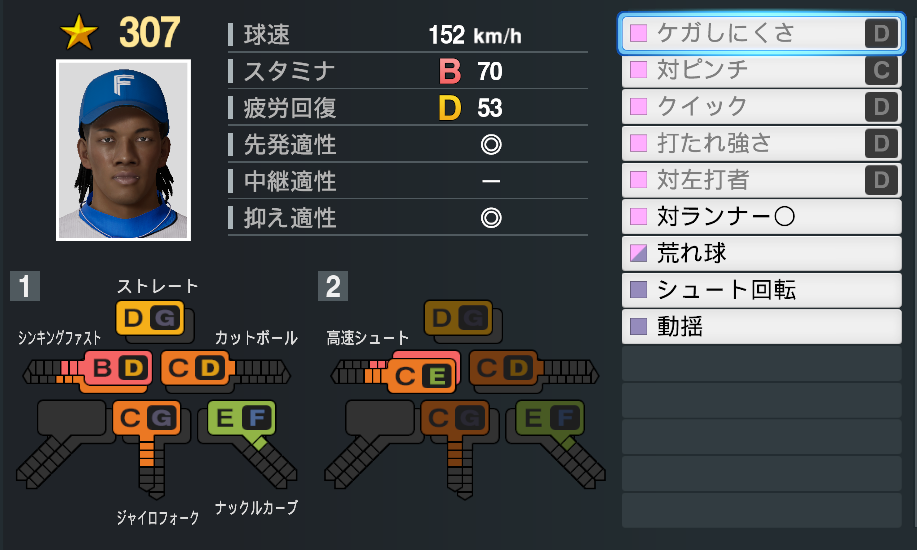 307
F
球速 152 km/h
スタミナ B 70
疲労回復 D 53
先発適性 ◎
中継適性 ー
抑え適性 ◎
ケガしにくさ D
対ピンチ C
クイック D
打たれ強さ D
対左打者 D
対ランナー〇
荒れ球
シュート回転
動揺
1
ストレート
D G
シンキングファスト
カットボール
B D
C D
C G
E F
ジャイロフォーク
ナックルカーブ
2
D G
高速シュート
C E
C D
C G
E F